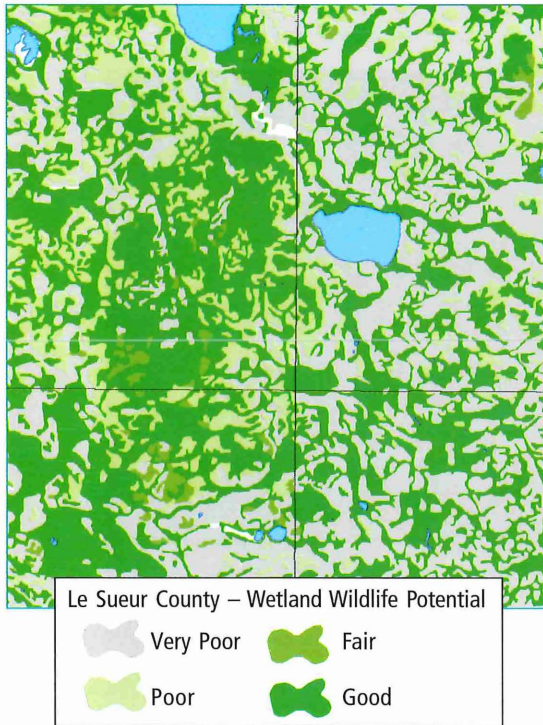 Le Sueur County – Wetland Wildlife Potential
Very Poor
Fair
Poor
Good